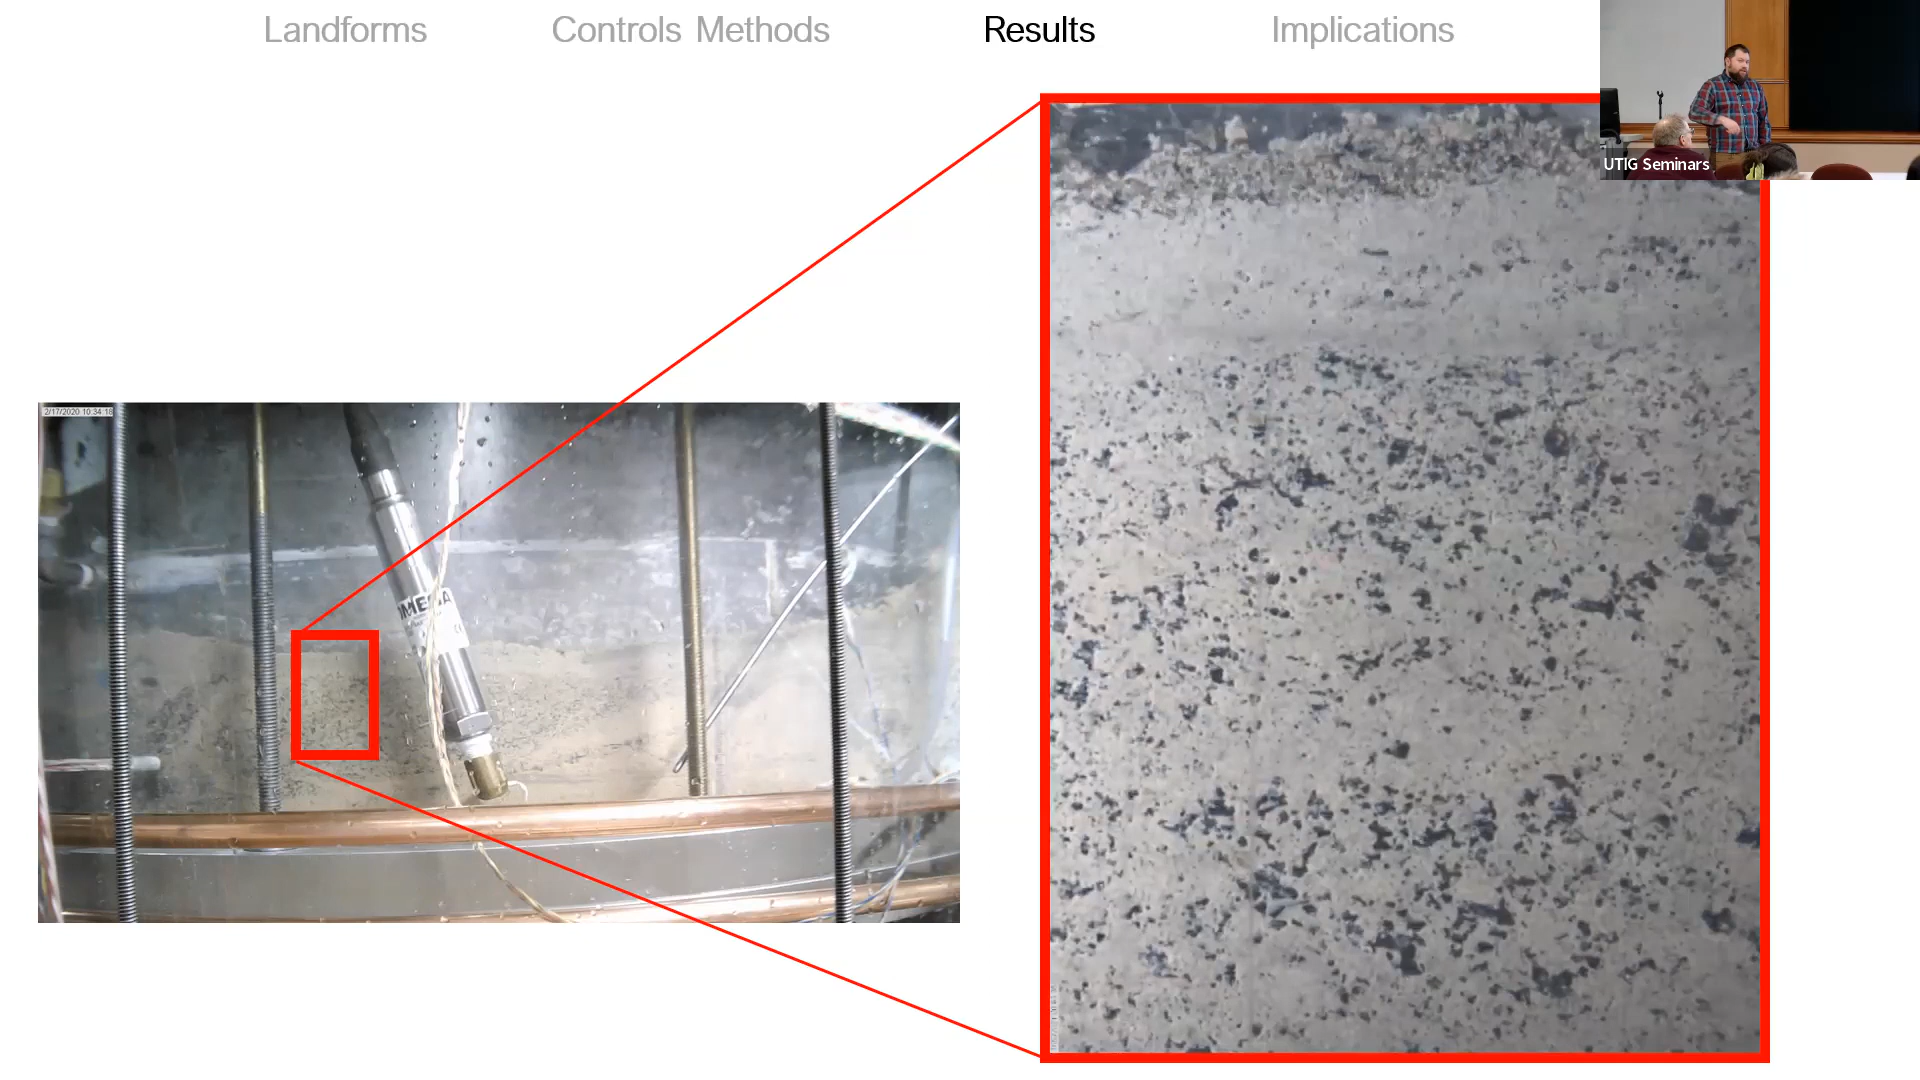 Landforms Controls Methods Results Implications
UTIG Seminars
2/17/2020 10:34:18